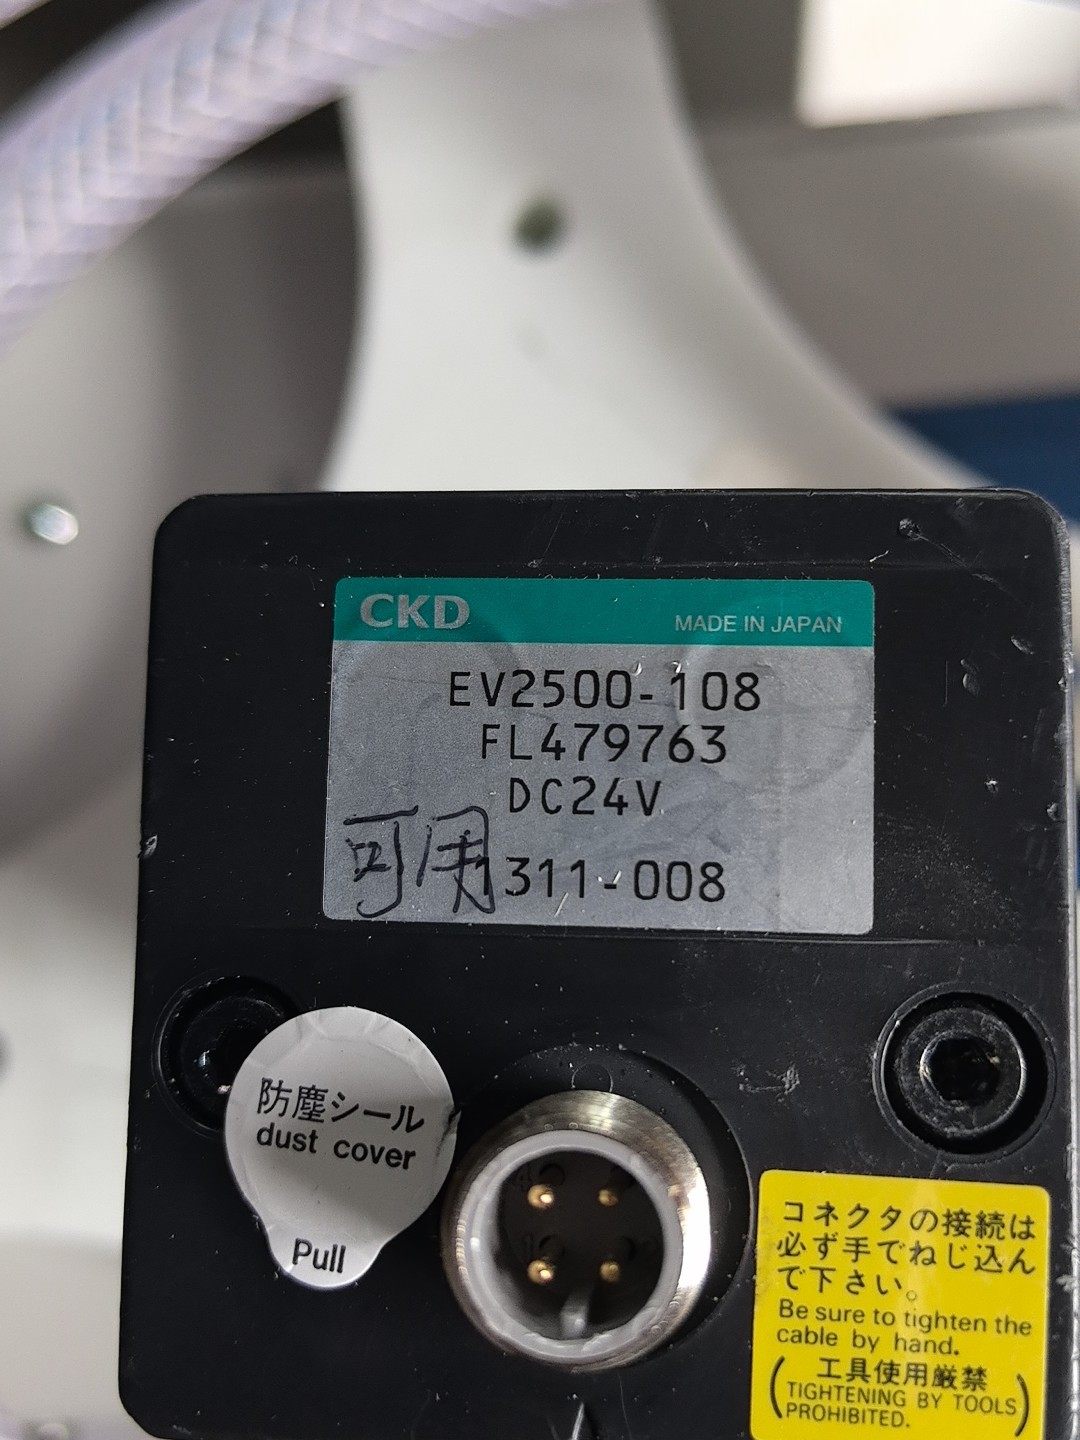 CKD
MADE IN JAPAN
EV2500-108
FL479763
DC24V
可用
1311-008
防塵シール
dust cover
Pull
コネクタの接続は
必ず手でねじ込ん
で下さい。
Be sure to tighten the
cable by hand.
(工具使用厳禁
TIGHTENING BY TOOLS
PROHIBITED.)